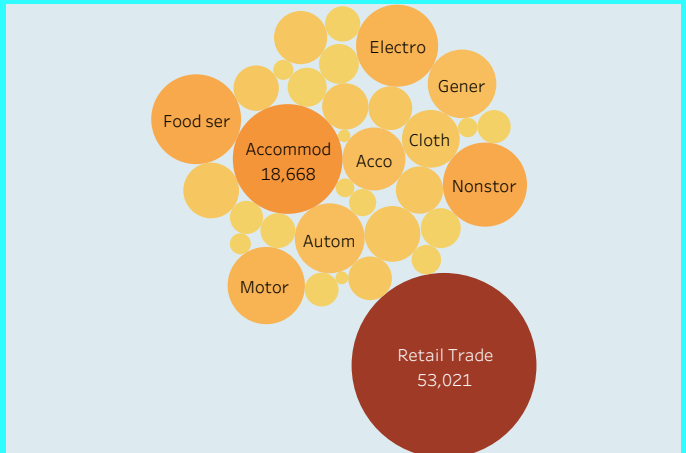 Electro
Gener
Food ser
Accommod
18,668
Cloth
Acco
Nonstor
Autom
Motor
Retail Trade
53,021